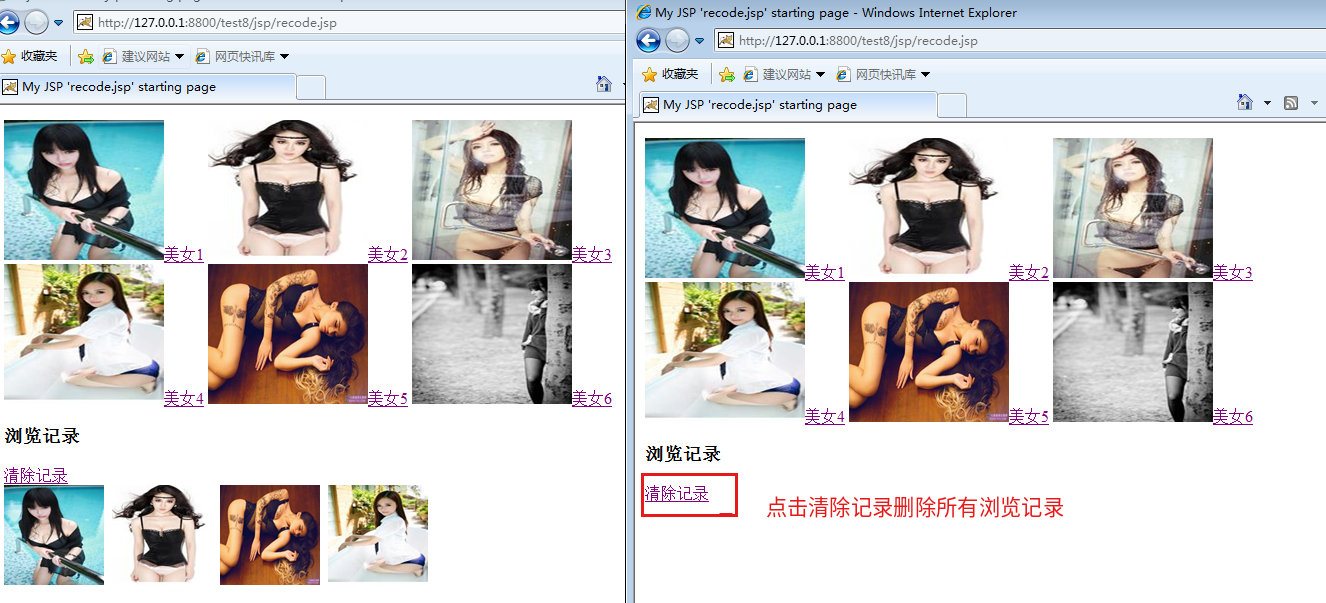 http://127.0.0.1:8800/test8/jsp/recode.jsp
收藏夹 建议网站 网页快讯库
My JSP 'recode.jsp' starting page
美女1 美女2 美女3
美女4 美女5 美女6
浏览记录
清除记录
My JSP 'recode.jsp' starting page - Windows Internet Explorer
http://127.0.0.1:8800/test8/jsp/recode.jsp
收藏夹 建议网站 网页快讯库
My JSP 'recode.jsp' starting page
美女1 美女2 美女3
美女4 美女5 美女6
浏览记录
清除记录
点击清除记录删除所有浏览记录